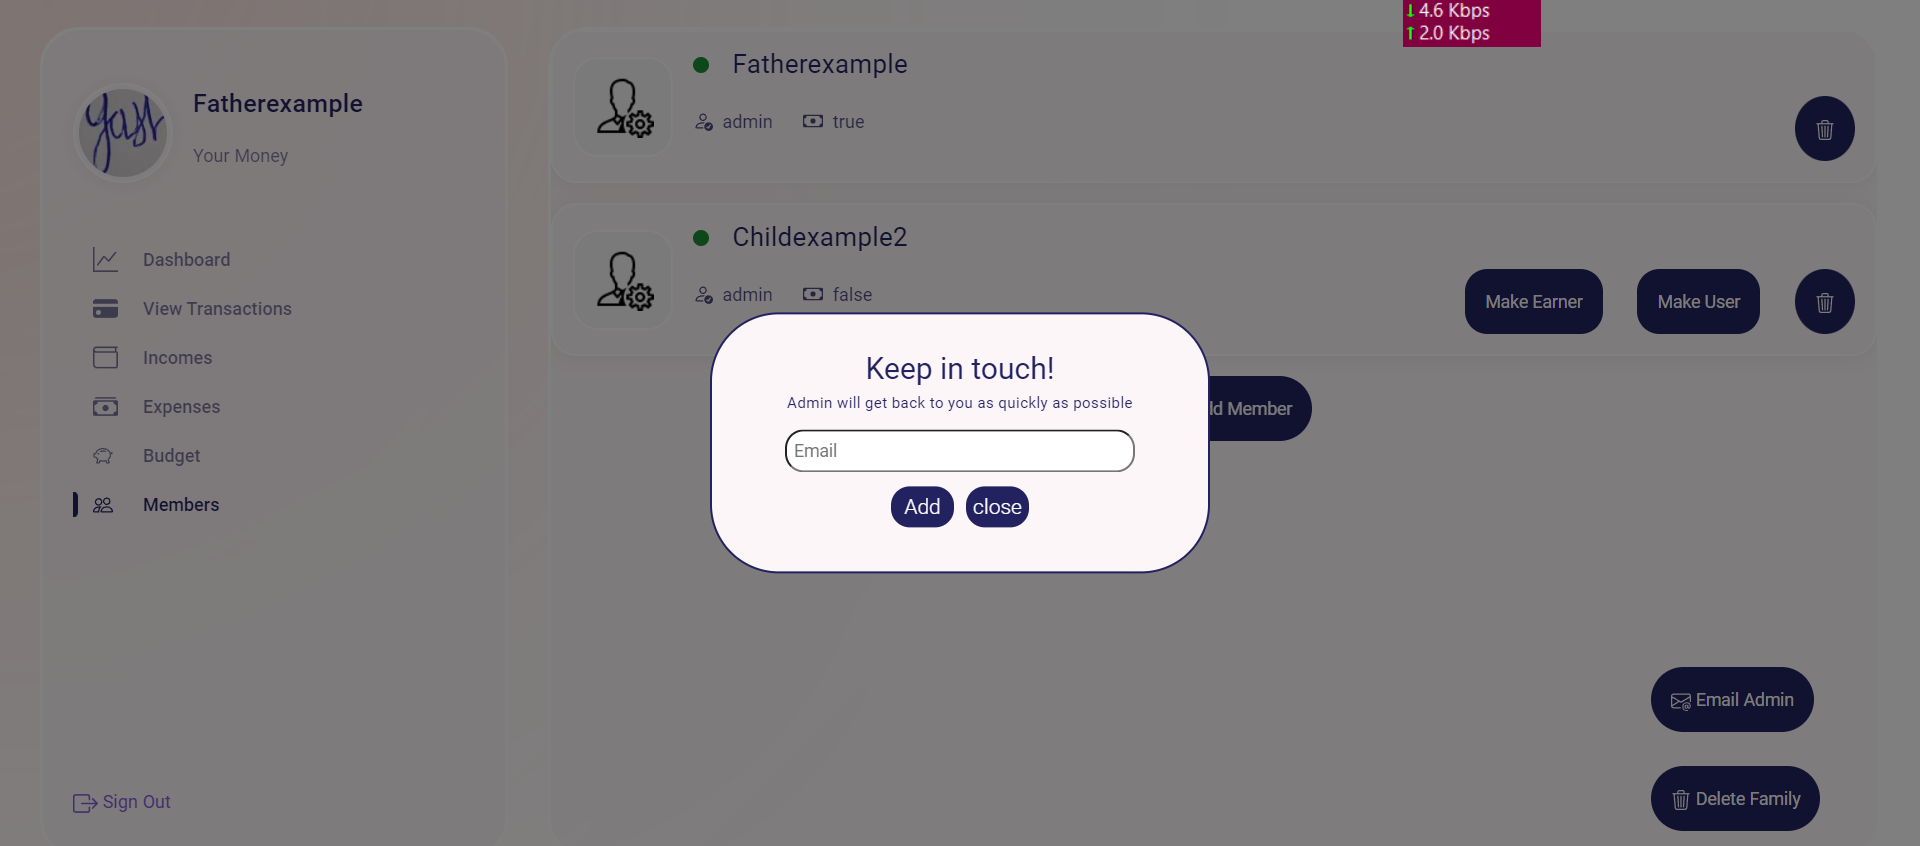 4.6 Kbps
2.0 Kbps
Fatherexample
Your Money
Dashboard
View Transactions
Incomes
Expenses
Budget
Members
Sign Out
Fatherexample
admin true
Childexample2
admin false
Make Earner Make User
Member
Keep in touch!
Admin will get back to you as quickly as possible
Email
Add close
Email Admin
Delete Family